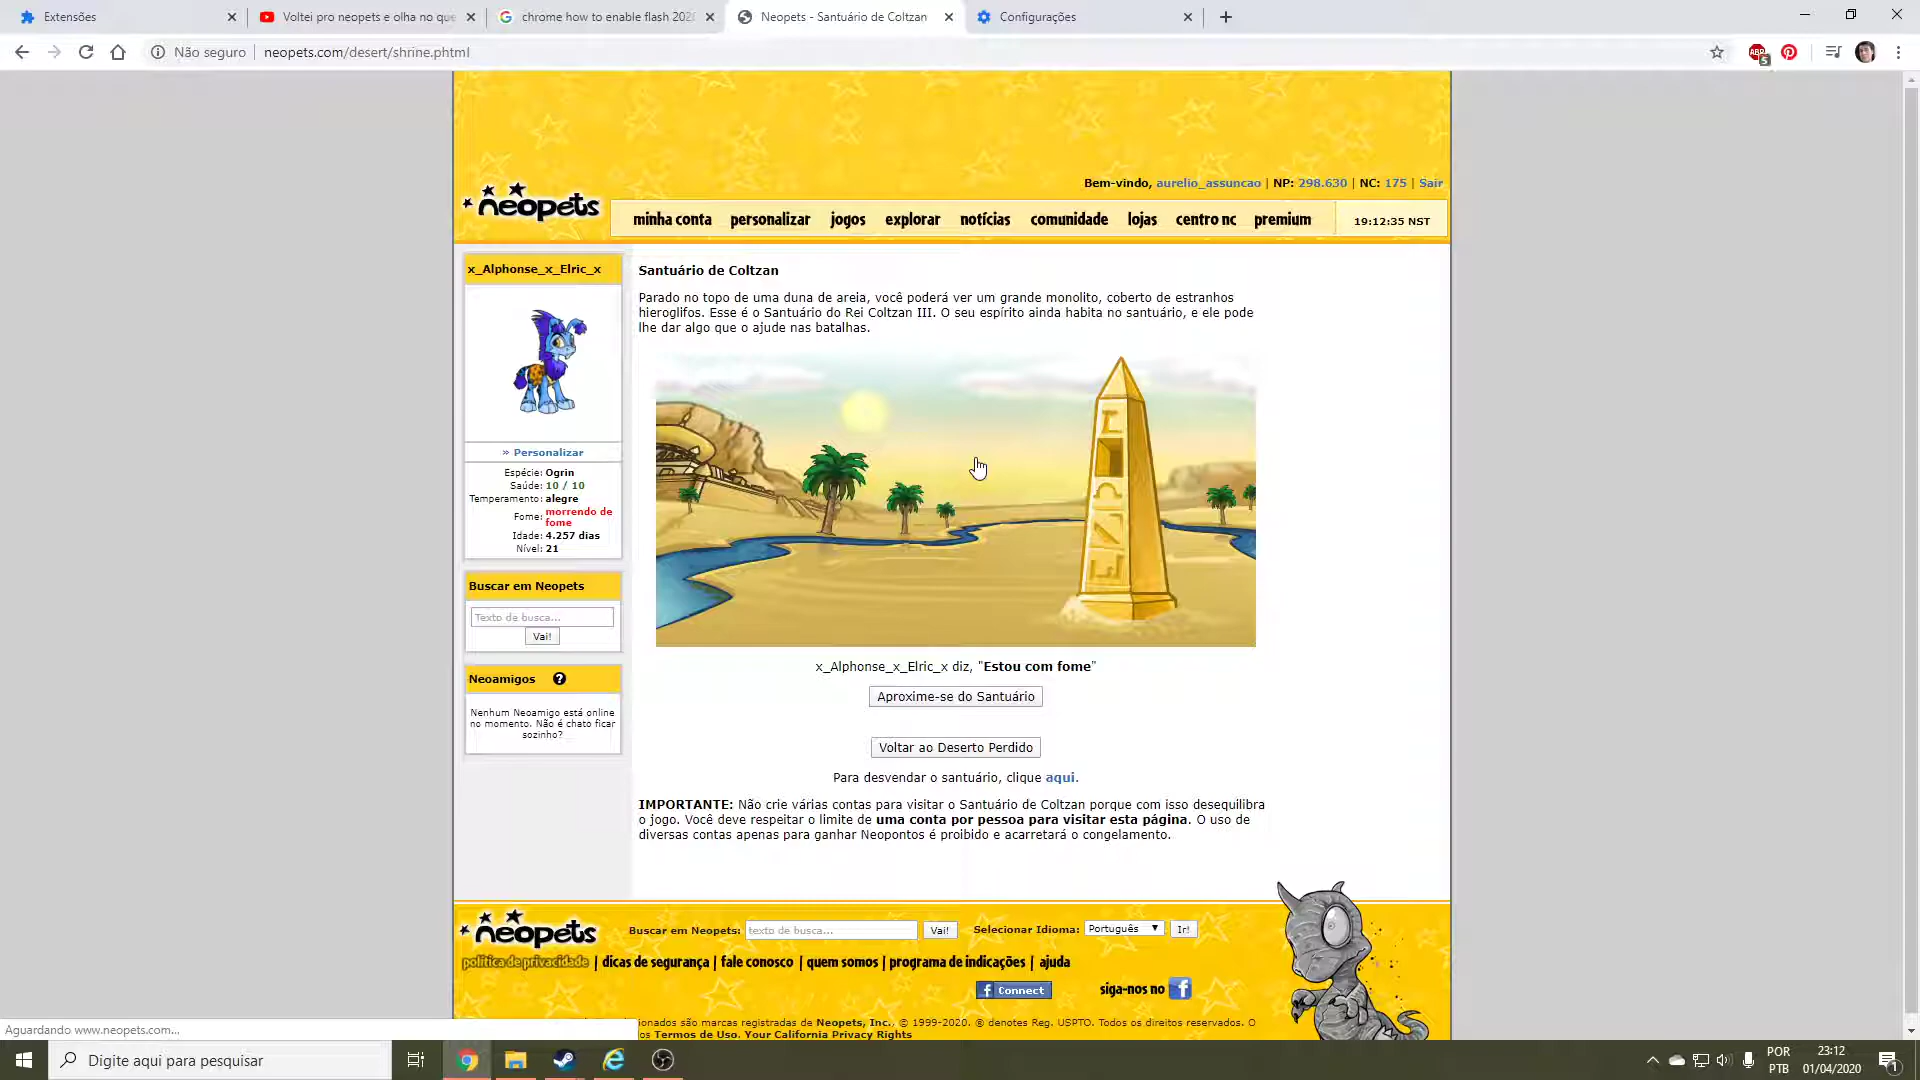 Extensões
Voltei pro neopets e olha no que
chrome how to enable flash 2020
Neopets - Santuário de Coltzan
Configurações
Não seguro
neopets.com/desert/shrine.phtml
ABP
5
Bem-vindo, aurelio_assuncao | NP: 298.630 | NC: 175 | Sair
neopets
minha conta
personalizar
jogos
explorar
notícias
comunidade
lojas
centro nc
premium
19:12:35 NST
x_Alphonse_x_Elric_x
» Personalizar
Espécie: Ogrin
Saúde: 10 / 10
Temperamento: alegre
Fome: morrendo de
fome
Idade: 4.257 dias
Nível: 21
Buscar em Neopets
Texto de busca...
Vai!
Neoamigos ?
Nenhum Neoamigo está online
no momento. Não é chato ficar
sozinho?
Santuário de Coltzan
Parado no topo de uma duna de areia, você poderá ver um grande monolito, coberto de estranhos
hieroglifos. Esse é o Santuário do Rei Coltzan III. O seu espírito ainda habita no santuário, e ele pode
lhe dar algo que o ajude nas batalhas.
x_Alphonse_x_Elric_x diz, "Estou com fome"
Aproxime-se do Santuário
Voltar ao Deserto Perdido
Para desvendar o santuário, clique aqui.
IMPORTANTE: Não crie várias contas para visitar o Santuário de Coltzan porque com isso desequilibra
o jogo. Você deve respeitar o limite de uma conta por pessoa para visitar esta página. O uso de
diversas contas apenas para ganhar Neopontos é proibido e acarretará o congelamento.
neopets
Buscar em Neopets: texto de busca... Vai! Selecionar Idioma: Português Ir!
política de privacidade | dicas de segurança | fale conosco | quem somos | programa de indicações | ajuda
f Connect
siga-nos no f
ionados são marcas registradas de Neopets, Inc., © 1999-2020. ® denotes Reg. USPTO. Todos os direitos reservados. O
os Termos de Uso. Your California Privacy Rights
Aguardando www.neopets.com...
Digite aqui para pesquisar
POR
PTB
23:12
01/04/2020
1